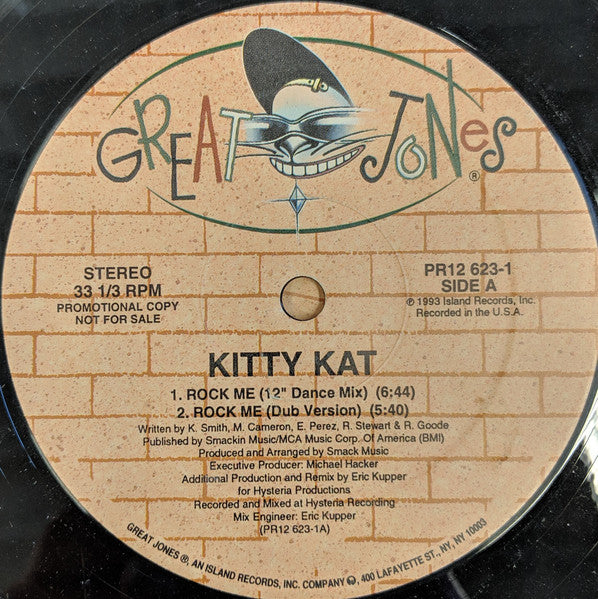 GREAT JONES ®
STEREO
33 1/3 RPM
PROMOTIONAL COPY
NOT FOR SALE
PR12 623-1
SIDE A
℗ 1993 Island Records, Inc.
Recorded in the U.S.A.
KITTY KAT
1. ROCK ME (12" Dance Mix) (6:44)
2. ROCK ME (Dub Version) (5:40)
Written by K. Smith, M. Cameron, E. Perez, R. Stewart & R. Goode
Published by Smackin Music/MCA Music Corp. Of America (BMI)
Produced and Arranged by Smack Music
Executive Producer: Michael Hacker
Additional Production and Remix by Eric Kupper
for Hysteria Productions
Recorded and Mixed at Hysteria Recording
Mix Engineer: Eric Kupper
(PR12 623-1A)
GREAT JONES ®, AN ISLAND RECORDS, INC. COMPANY ℗, 400 LAFAYETTE ST., NY, NY 10003